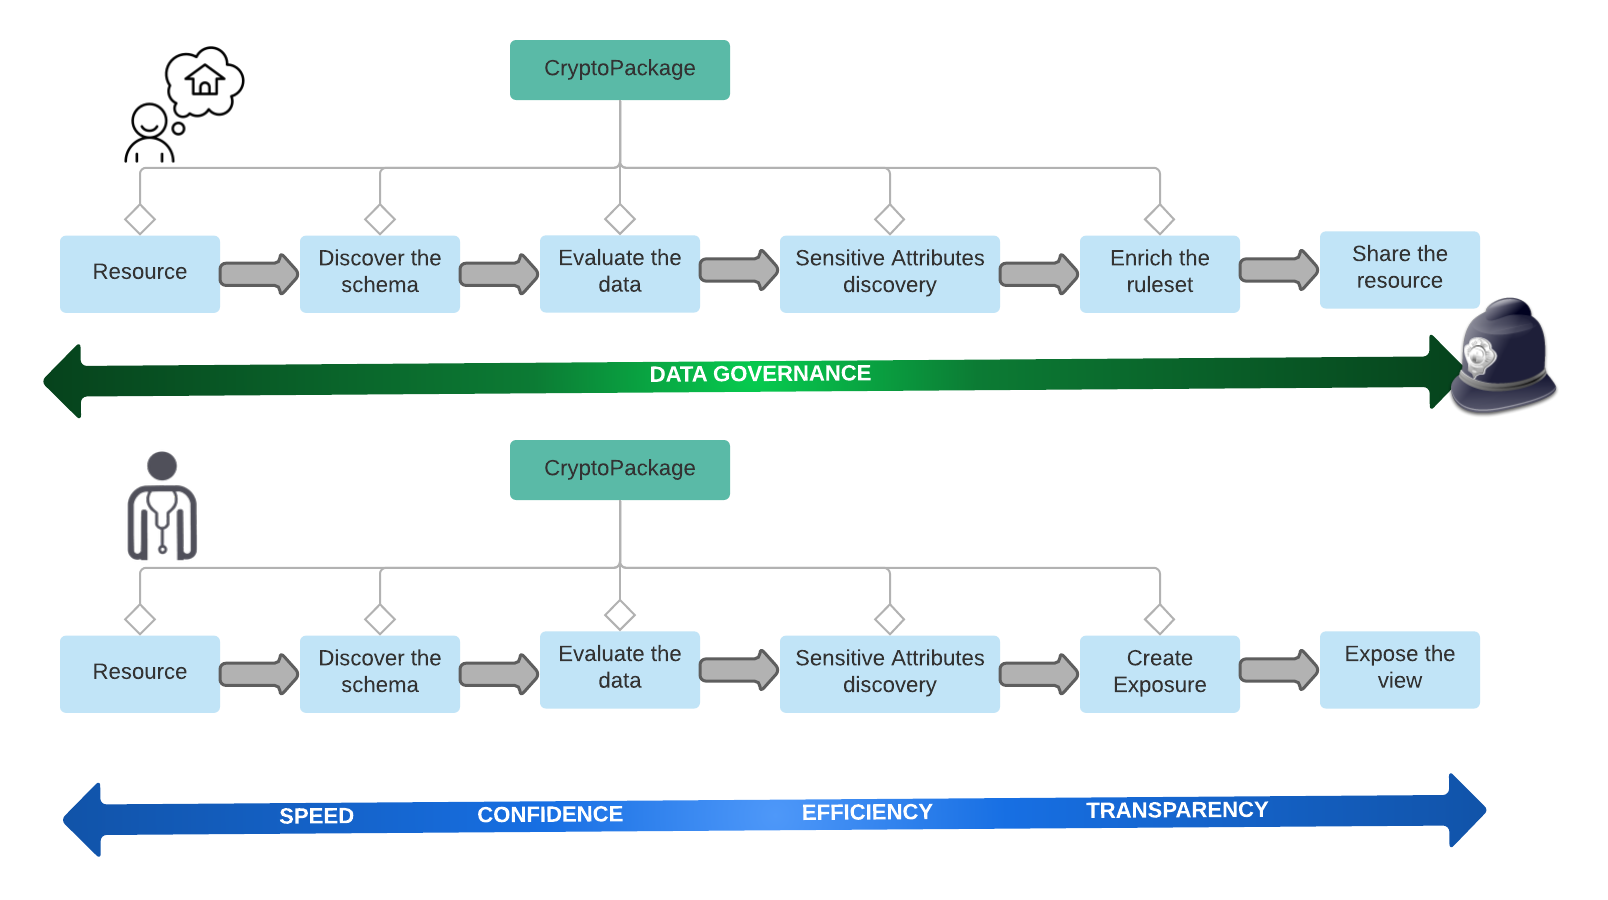 CryptoPackage
Resource
Discover the
schema
Evaluate the
data
Sensitive Attributes
discovery
Enrich the
ruleset
Share the
resource
DATA GOVERNANCE
CryptoPackage
Resource
Discover the
schema
Evaluate the
data
Sensitive Attributes
discovery
Create
Exposure
Expose the
view
SPEED CONFIDENCE EFFICIENCY TRANSPARENCY